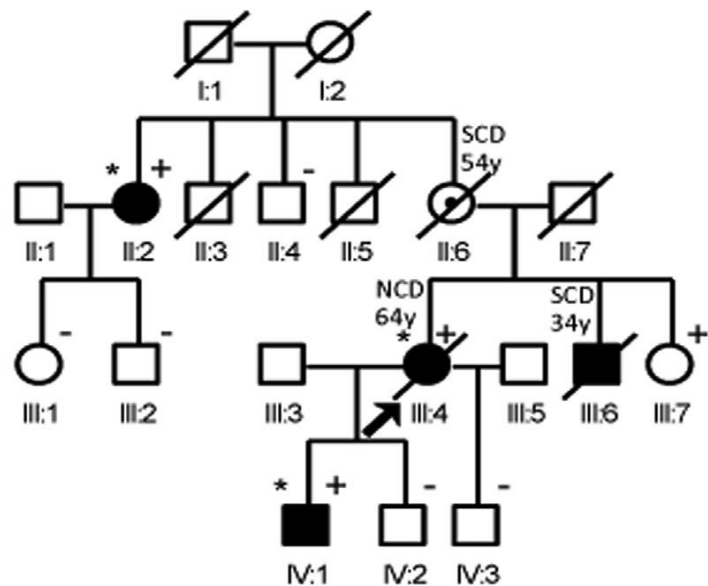 I:1 I:2
SCD
54y
* + -
II:1 II:2 II:3 II:4 II:5 II:6 II:7
NCD
64y
SCD
34y
- - * + +
III:1 III:2 III:3 III:4 III:5 III:6 III:7
* + - -
IV:1 IV:2 IV:3